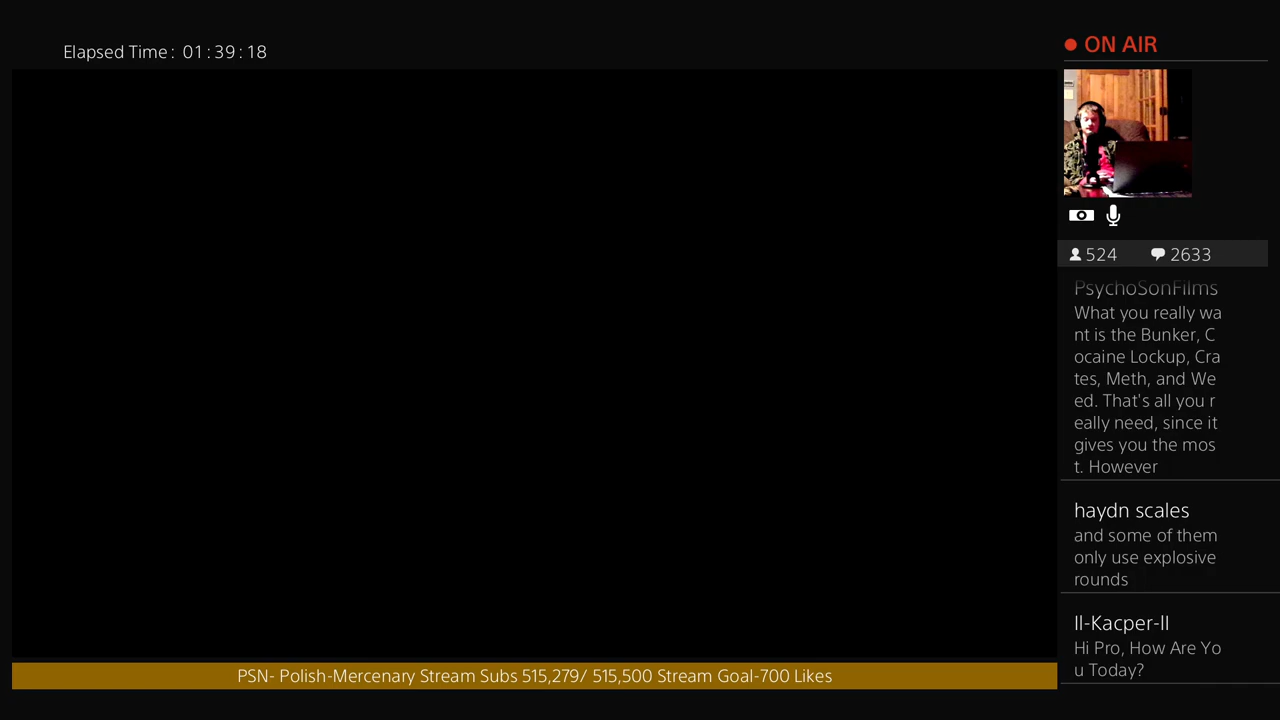 Elapsed Time: 01:39:18
ON AIR
524 2633
PsychoSonFilms
What you really wa
nt is the Bunker, C
ocaine Lockup, Cra
tes, Meth, and We
ed. That's all you r
eally need, since it
gives you the mos
t. However
haydn scales
and some of them
only use explosive
rounds
ll-Kacper-ll
Hi Pro, How Are Yo
u Today?
PSN- Polish-Mercenary Stream Subs 515,279/ 515,500 Stream Goal-700 Likes